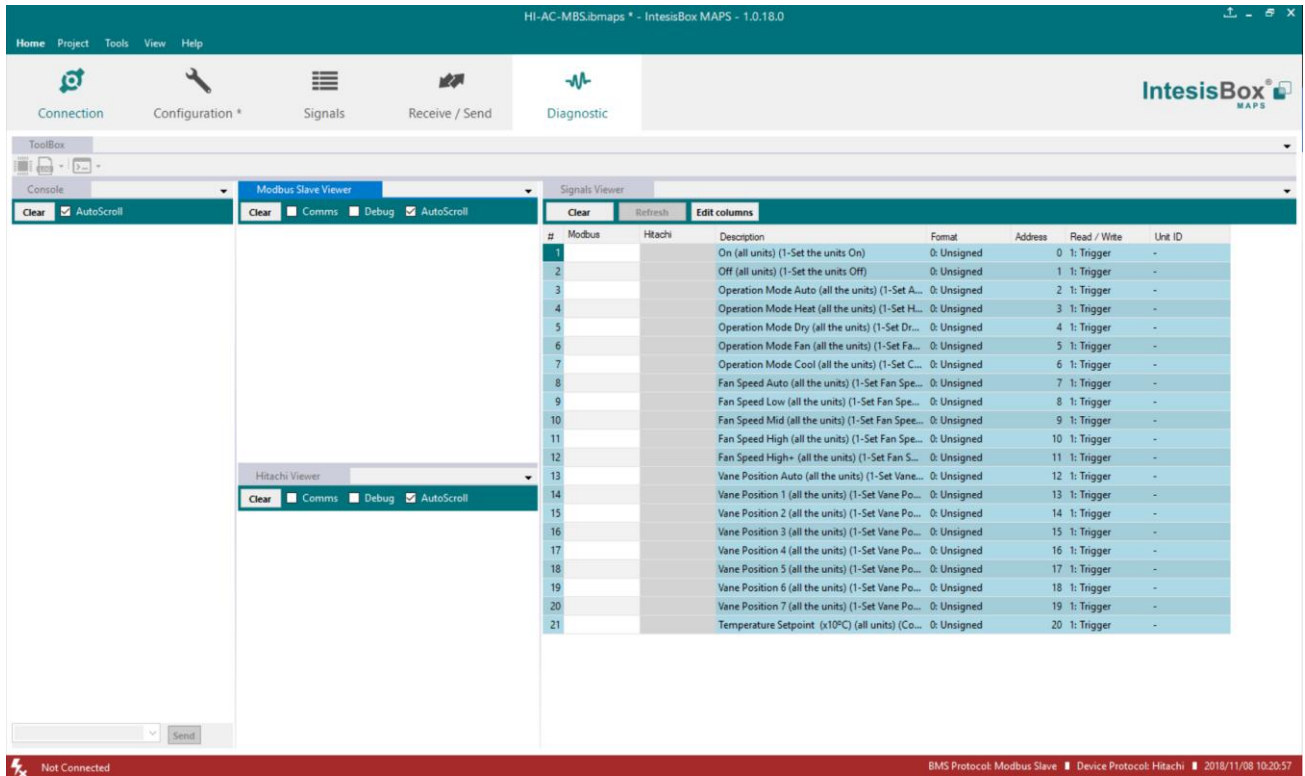 HI-AC-MBS.ibmaps * - IntesisBox MAPS - 1.0.18.0
Home Project Tools View Help
Connection Configuration * Signals Receive / Send Diagnostic
IntesisBox® MAPS
ToolBox
Console
Clear AutoScroll
Send
Modbus Slave Viewer
Clear Comms Debug AutoScroll
Hitachi Viewer
Clear Comms Debug AutoScroll
Signals Viewer
Clear Refresh Edit columns
# Modbus Hitachi Description Format Address Read / Write Unit ID
1 On (all units) (1-Set the units On) 0: Unsigned 0 1: Trigger -
2 Off (all units) (1-Set the units Off) 0: Unsigned 1 1: Trigger -
3 Operation Mode Auto (all the units) (1-Set A... 0: Unsigned 2 1: Trigger -
4 Operation Mode Heat (all the units) (1-Set H... 0: Unsigned 3 1: Trigger -
5 Operation Mode Dry (all the units) (1-Set Dr... 0: Unsigned 4 1: Trigger -
6 Operation Mode Fan (all the units) (1-Set Fa... 0: Unsigned 5 1: Trigger -
7 Operation Mode Cool (all the units) (1-Set C... 0: Unsigned 6 1: Trigger -
8 Fan Speed Auto (all the units) (1-Set Fan Spe... 0: Unsigned 7 1: Trigger -
9 Fan Speed Low (all the units) (1-Set Fan Spe... 0: Unsigned 8 1: Trigger -
10 Fan Speed Mid (all the units) (1-Set Fan Spee... 0: Unsigned 9 1: Trigger -
11 Fan Speed High (all the units) (1-Set Fan Spe... 0: Unsigned 10 1: Trigger -
12 Fan Speed High+ (all the units) (1-Set Fan S... 0: Unsigned 11 1: Trigger -
13 Vane Position Auto (all the units) (1-Set Vane... 0: Unsigned 12 1: Trigger -
14 Vane Position 1 (all the units) (1-Set Vane Po... 0: Unsigned 13 1: Trigger -
15 Vane Position 2 (all the units) (1-Set Vane Po... 0: Unsigned 14 1: Trigger -
16 Vane Position 3 (all the units) (1-Set Vane Po... 0: Unsigned 15 1: Trigger -
17 Vane Position 4 (all the units) (1-Set Vane Po... 0: Unsigned 16 1: Trigger -
18 Vane Position 5 (all the units) (1-Set Vane Po... 0: Unsigned 17 1: Trigger -
19 Vane Position 6 (all the units) (1-Set Vane Po... 0: Unsigned 18 1: Trigger -
20 Vane Position 7 (all the units) (1-Set Vane Po... 0: Unsigned 19 1: Trigger -
21 Temperature Setpoint (x10ºC) (all units) (Co... 0: Unsigned 20 1: Trigger -
Not Connected
BMS Protocol: Modbus Slave Device Protocol: Hitachi 2018/11/08 10:20:57